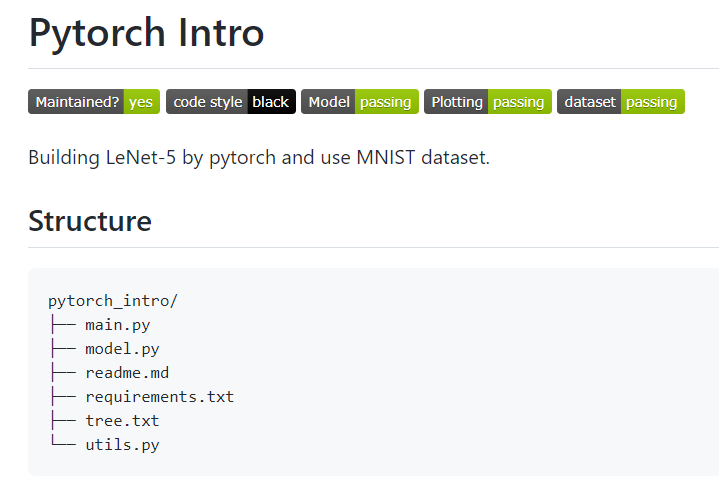 Pytorch Intro
Maintained? yes code style black Model passing Plotting passing dataset passing
Building LeNet-5 by pytorch and use MNIST dataset.
Structure
pytorch_intro/
├── main.py
├── model.py
├── readme.md
├── requirements.txt
├── tree.txt
└── utils.py